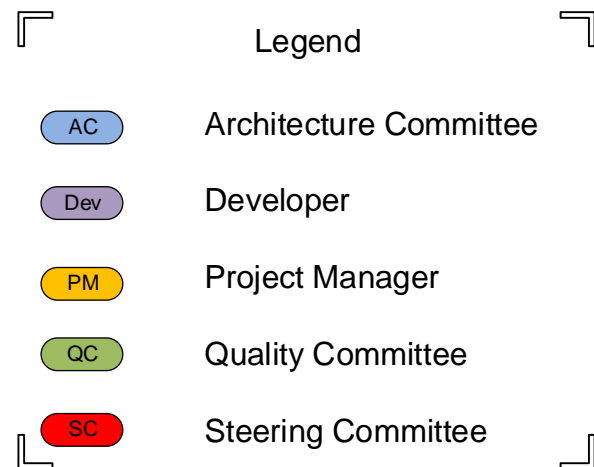 Legend
AC Architecture Committee
Dev Developer
PM Project Manager
QC Quality Committee
SC Steering Committee